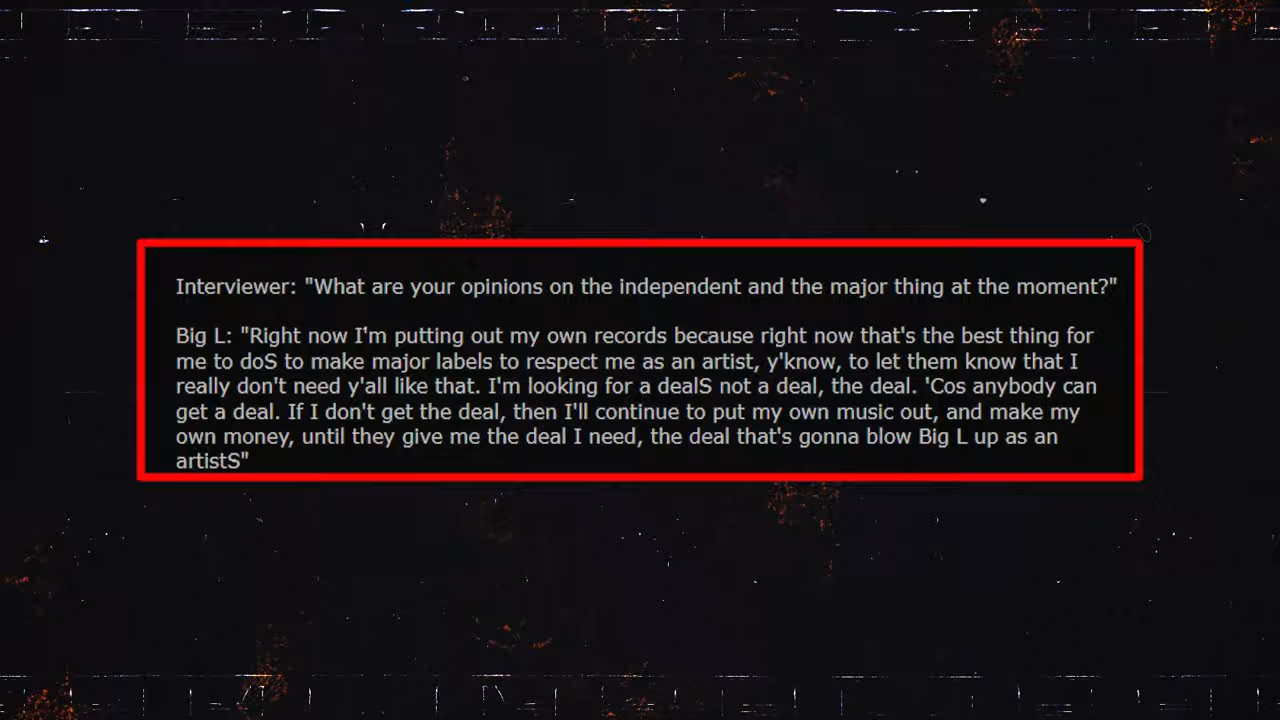 Interviewer: "What are your opinions on the independent and the major thing at the moment?"
Big L: "Right now I'm putting out my own records because right now that's the best thing for
me to doS to make major labels to respect me as an artist, y'know, to let them know that I
really don't need y'all like that. I'm looking for a dealS not a deal, the deal. 'Cos anybody can
get a deal. If I don't get the deal, then I'll continue to put my own music out, and make my
own money, until they give me the deal I need, the deal that's gonna blow Big L up as an
artistS"